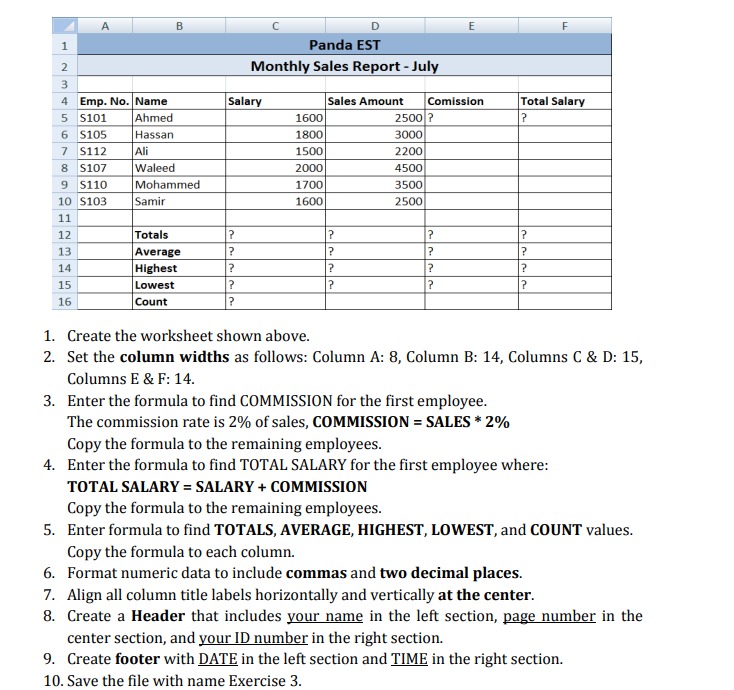 A B C D E F
1 Panda EST
2 Monthly Sales Report - July
3
4 Emp. No. Name Salary Sales Amount Comission Total Salary
5 S101 Ahmed 1600 2500 ? ?
6 S105 Hassan 1800 3000
7 S112 Ali 1500 2200
8 S107 Waleed 2000 4500
9 S110 Mohammed 1700 3500
10 S103 Samir 1600 2500
11
12 Totals ? ? ? ?
13 Average ? ? ? ?
14 Highest ? ? ? ?
15 Lowest ? ? ? ?
16 Count ?
1. Create the worksheet shown above.
2. Set the column widths as follows: Column A: 8, Column B: 14, Columns C & D: 15,
Columns E & F: 14.
3. Enter the formula to find COMMISSION for the first employee.
The commission rate is 2% of sales, COMMISSION = SALES * 2%
Copy the formula to the remaining employees.
4. Enter the formula to find TOTAL SALARY for the first employee where:
TOTAL SALARY = SALARY + COMMISSION
Copy the formula to the remaining employees.
5. Enter formula to find TOTALS, AVERAGE, HIGHEST, LOWEST, and COUNT values.
Copy the formula to each column.
6. Format numeric data to include commas and two decimal places.
7. Align all column title labels horizontally and vertically at the center.
8. Create a Header that includes your name in the left section, page number in the
center section, and your ID number in the right section.
9. Create footer with DATE in the left section and TIME in the right section.
10. Save the file with name Exercise 3.